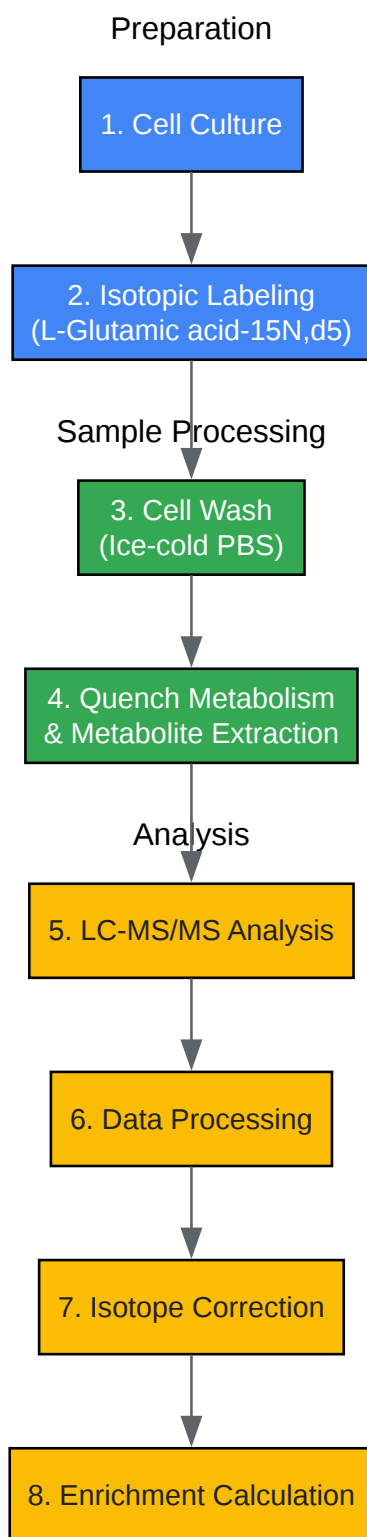 Preparation
1. Cell Culture
2. Isotopic Labeling
(L-Glutamic acid-15N,d5)
Sample Processing
3. Cell Wash
(Ice-cold PBS)
4. Quench Metabolism
& Metabolite Extraction
Analysis
5. LC-MS/MS Analysis
6. Data Processing
7. Isotope Correction
8. Enrichment Calculation